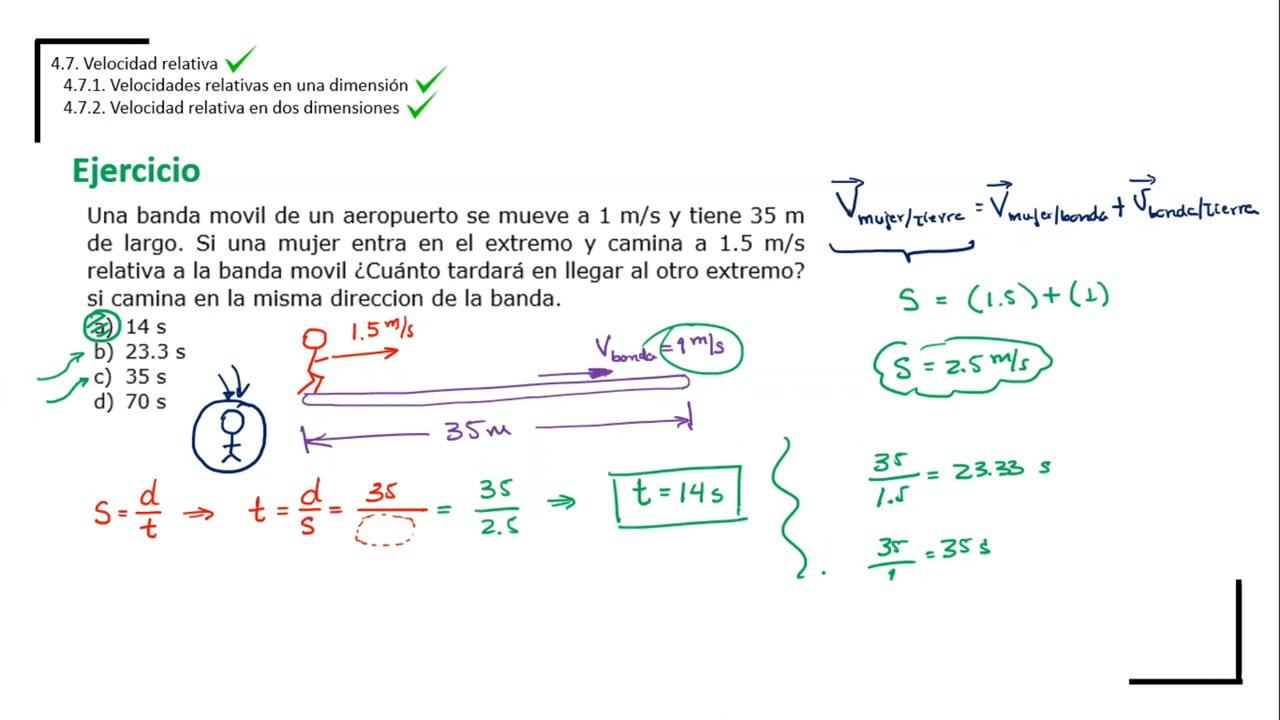 4.7. Velocidad relativa
4.7.1. Velocidades relativas en una dimensión
4.7.2. Velocidad relativa en dos dimensiones
Ejercicio
Una banda movil de un aeropuerto se mueve a 1 m/s y tiene 35 m
de largo. Si una mujer entra en el extremo y camina a 1.5 m/s
relativa a la banda movil ¿Cuánto tardará en llegar al otro extremo?
si camina en la misma direccion de la banda.
a) 14 s
b) 23.3 s
c) 35 s
d) 70 s
V mujer/tierra = V mujer/banda + V banda/tierra
S = (1.5) + (1)
S = 2.5 m/s
1.5 m/s
V banda = 1 m/s
35 m
S = d/t ⇒ t = d/s = 35/ = 35/2.5 ⇒ t = 14 s
35/1.5 = 23.33 s
35/1 = 35 s